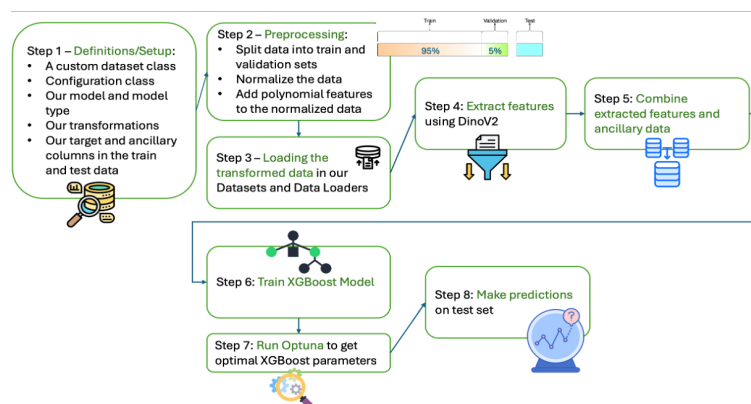 Step 1 – Definitions/Setup:
• A custom dataset class
• Configuration class
• Our model and model
type
• Our transformations
• Our target and ancillary
columns in the train
and test data
Step 2 – Preprocessing:
• Split data into train and
validation sets
• Normalize the data
• Add polynomial features
to the normalized data
Train Validation Test
95% 5%
Step 3 – Loading the
transformed data in our
Datasets and Data Loaders
Step 4: Extract features
using DinoV2
Step 5: Combine
extracted features and
ancillary data
Step 6: Train XGBoost Model
Step 7: Run Optuna to get
optimal XGBoost parameters
Step 8: Make predictions
on test set
?